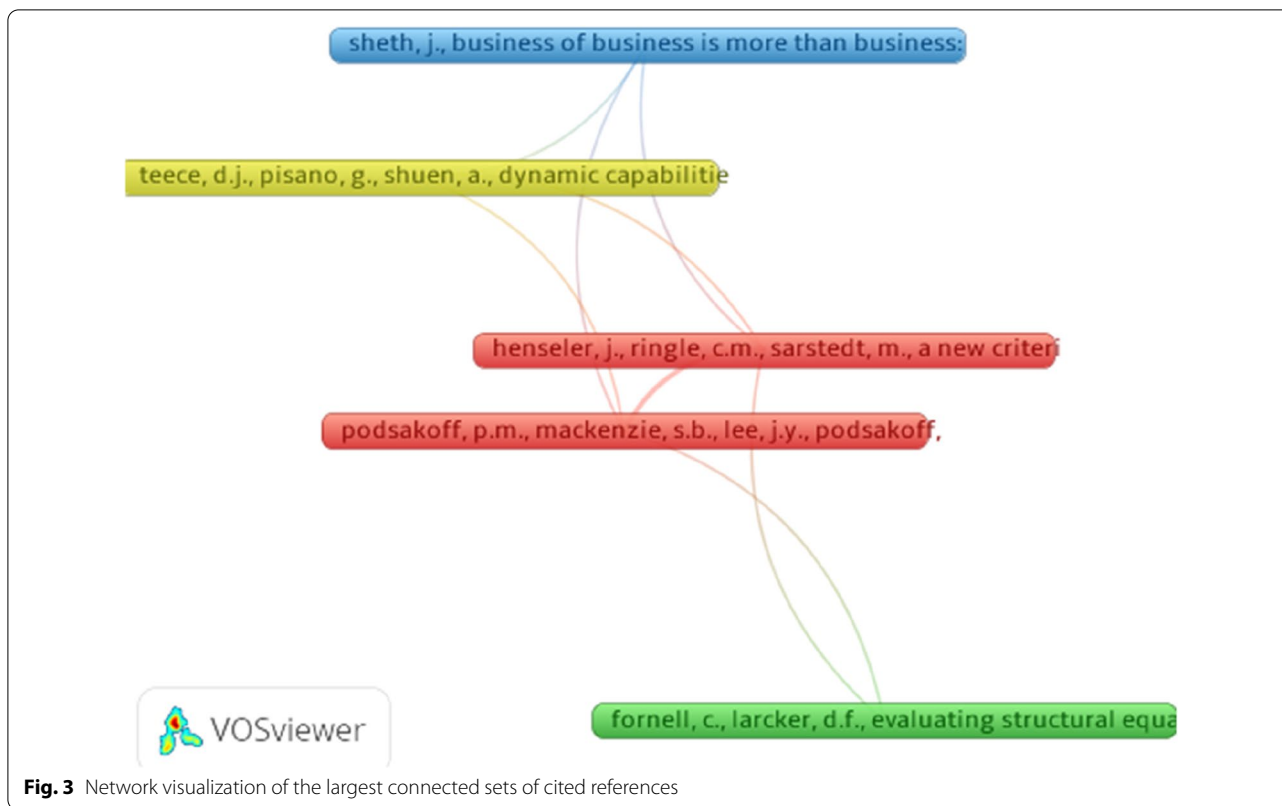 sheth, j., business of business is more than business:
teece, d.j., pisano, g., shuen, a., dynamic capabilitie
henseler, j., ringle, c.m., sarstedt, m., a new criteri
podsakoff, p.m., mackenzie, s.b., lee, j.y., podsakoff,
fornell, c., larcker, d.f., evaluating structural equa
VOSviewer
Fig. 3 Network visualization of the largest connected sets of cited references